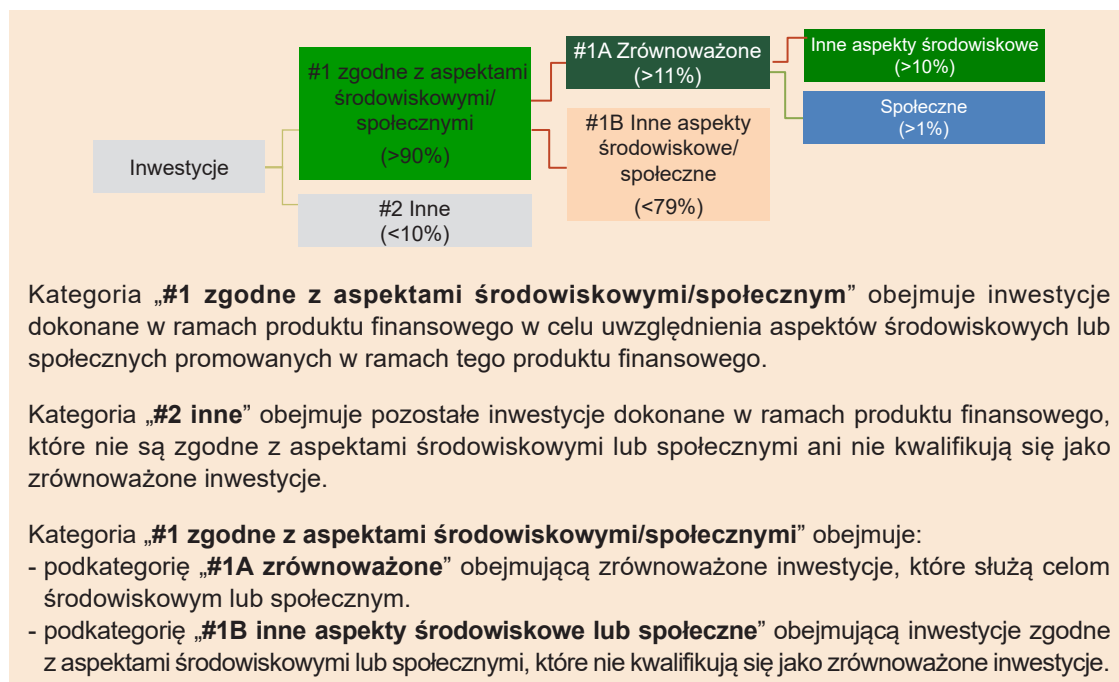 Inwestycje
#1 zgodne z aspektami
środowiskowymi/
społecznymi
(>90%)
#2 Inne
(<10%)
#1A Zrównoważone
(>11%)
#1B Inne aspekty
środowiskowe/
społeczne
(<79%)
Inne aspekty środowiskowe
(>10%)
Społeczne
(>1%)
Kategoria „#1 zgodne z aspektami środowiskowymi/społecznym” obejmuje inwestycje
dokonane w ramach produktu finansowego w celu uwzględnienia aspektów środowiskowych lub
społecznych promowanych w ramach tego produktu finansowego.
Kategoria „#2 inne” obejmuje pozostałe inwestycje dokonane w ramach produktu finansowego,
które nie są zgodne z aspektami środowiskowymi lub społecznymi ani nie kwalifikują się jako
zrównoważone inwestycje.
Kategoria „#1 zgodne z aspektami środowiskowymi/społecznymi” obejmuje:
- podkategorię „#1A zrównoważone” obejmującą zrównoważone inwestycje, które służą celom
środowiskowym lub społecznym.
- podkategorię „#1B inne aspekty środowiskowe lub społeczne” obejmującą inwestycje zgodne
z aspektami środowiskowymi lub społecznymi, które nie kwalifikują się jako zrównoważone inwestycje.